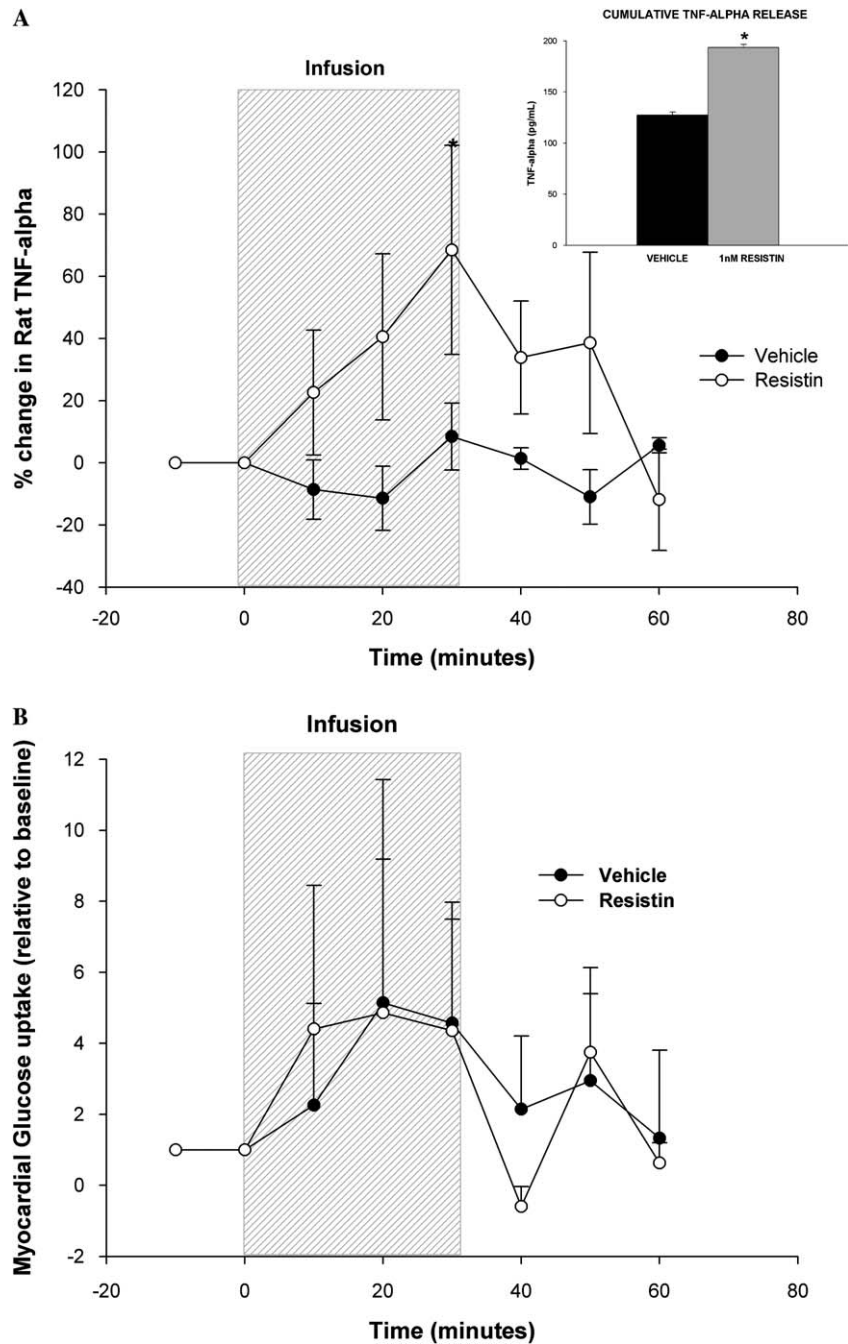 A
CUMULATIVE TNF-ALPHA RELEASE
Infusion
*
200
150
100
50
0
TNF-alpha (pg/mL)
VEHICLE 1nM RESISTIN
120
100
80
60
40
20
0
-20
-40
% change in Rat TNF-alpha
*
Vehicle
Resistin
-20 0 20 40 60 80
Time (minutes)
B
Infusion
12
10
8
6
4
2
0
-2
Myocardial Glucose uptake (relative to baseline)
Vehicle
Resistin
-20 0 20 40 60 80
Time (minutes)